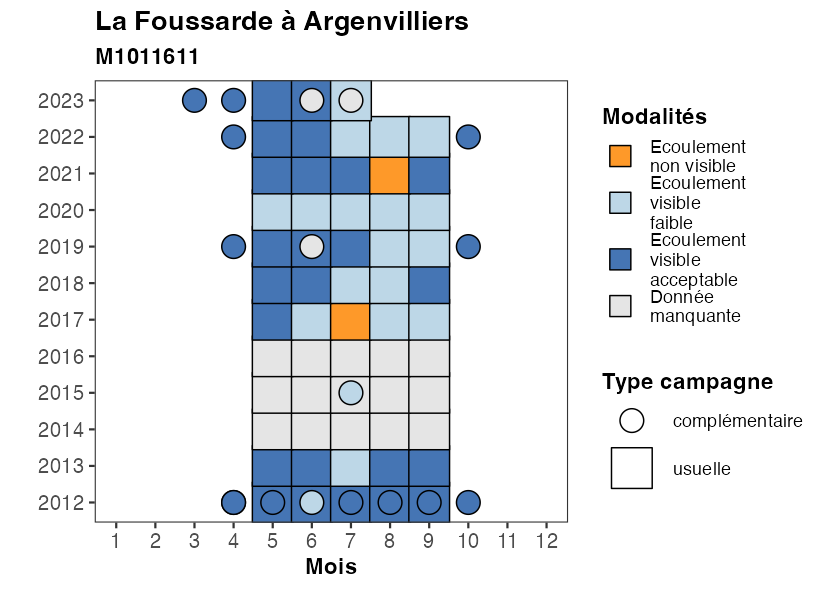 La Foussarde à Argenvilliers
M1011611
2023
2022
2021
2020
2019
2018
2017
2016
2015
2014
2013
2012
1 2 3 4 5 6 7 8 9 10 11 12
Mois
Modalités
Ecoulement
non visible
Ecoulement
visible
faible
Ecoulement
visible
acceptable
Donnée
manquante
Type campagne
complémentaire
usuelle